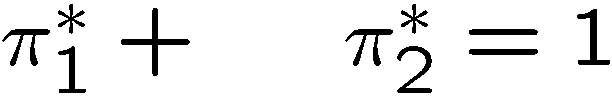 π₁* +   π₂* = 1